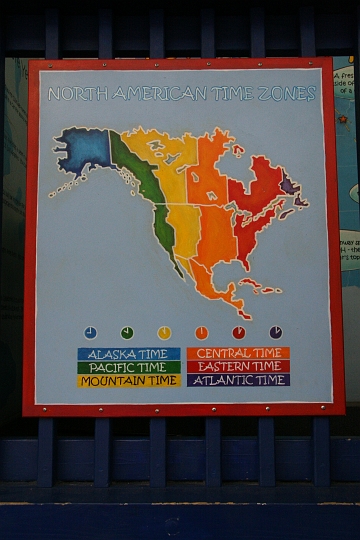 NORTH AMERICAN TIME ZONES
ALASKA TIME
PACIFIC TIME
MOUNTAIN TIME
CENTRAL TIME
EASTERN TIME
ATLANTIC TIME